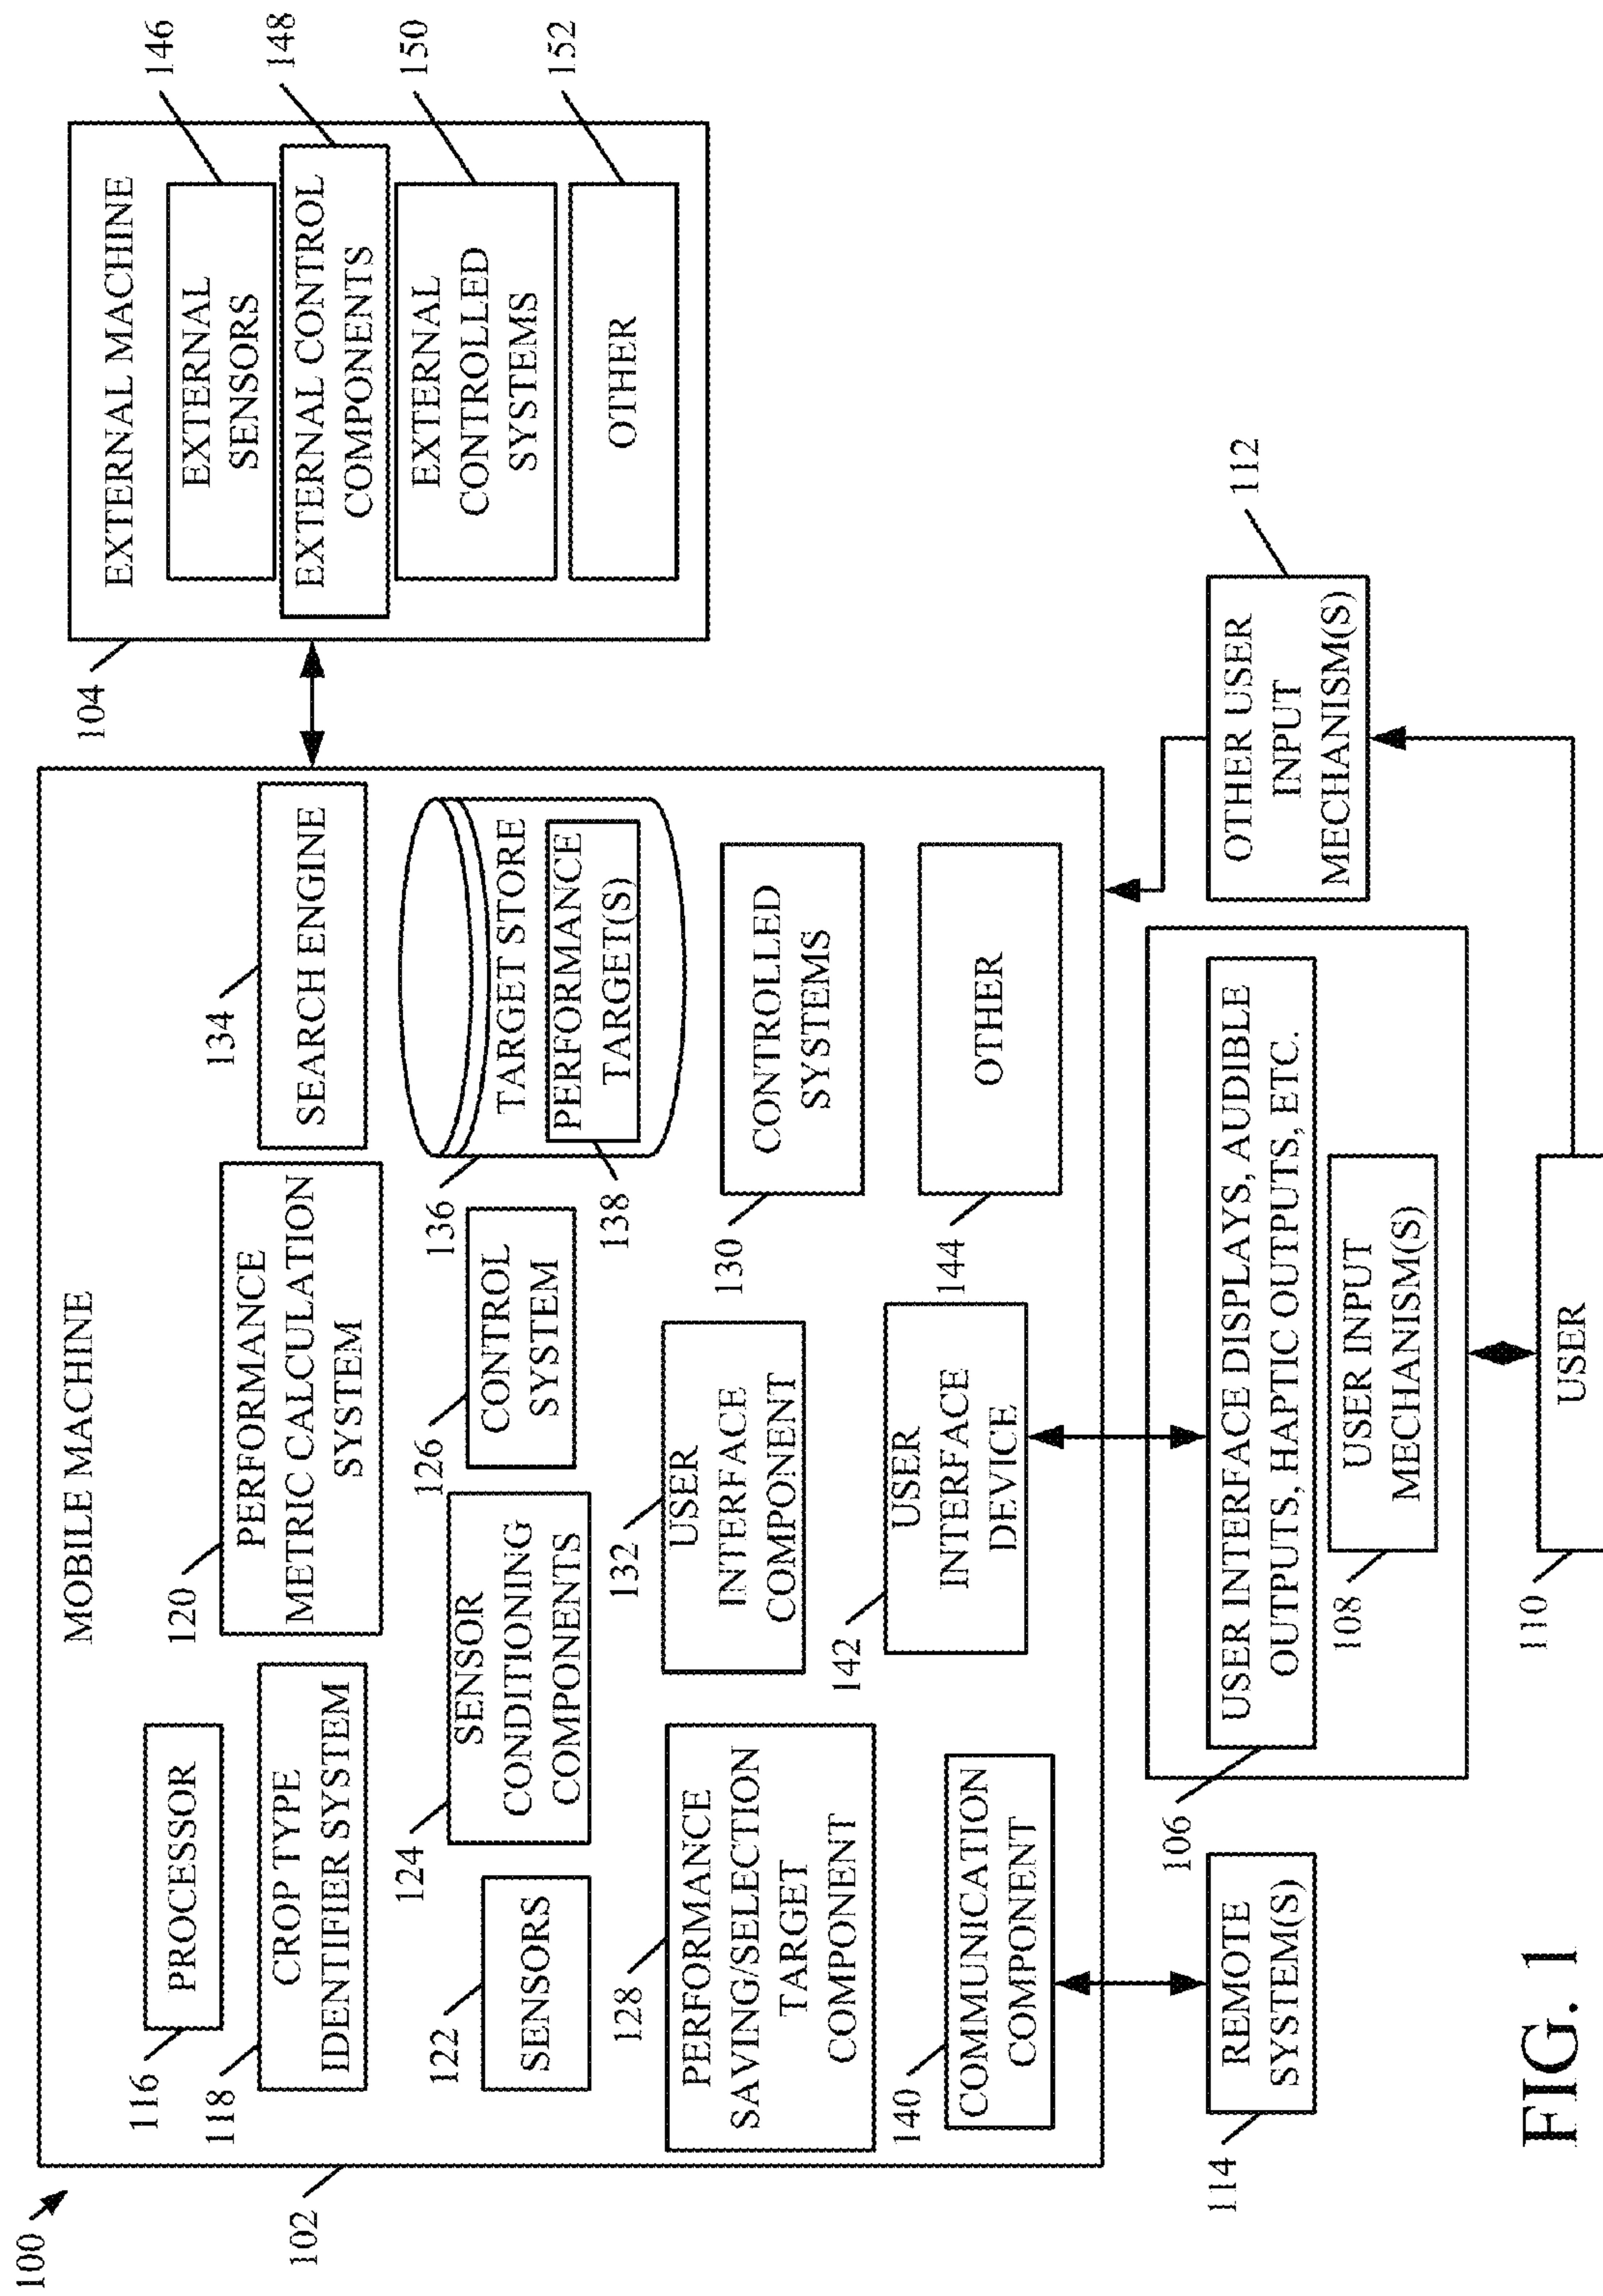 100
102
MOBILE MACHINE
116
PROCESSOR
118
CROP TYPE
IDENTIFIER SYSTEM
120
PERFORMANCE
METRIC CALCULATION
SYSTEM
134
SEARCH ENGINE
122
SENSORS
124
SENSOR
CONDITIONING
COMPONENTS
126
CONTROL
SYSTEM
136
TARGET STORE
138
PERFORMANCE
TARGET(S)
128
PERFORMANCE
SAVING/SELECTION
TARGET
COMPONENT
132
USER
INTERFACE
COMPONENT
130
CONTROLLED
SYSTEMS
140
COMMUNICATION
COMPONENT
142
USER
INTERFACE
DEVICE
144
OTHER
104
EXTERNAL MACHINE
EXTERNAL
SENSORS
146
EXTERNAL CONTROL
COMPONENTS
148
EXTERNAL
CONTROLLED
SYSTEMS
150
OTHER
152
114
REMOTE
SYSTEM(S)
106
USER INTERFACE DISPLAYS, AUDIBLE
OUTPUTS, HAPTIC OUTPUTS, ETC.
108
USER INPUT
MECHANISM(S)
112
OTHER USER
INPUT
MECHANISM(S)
110
USER
FIG. 1